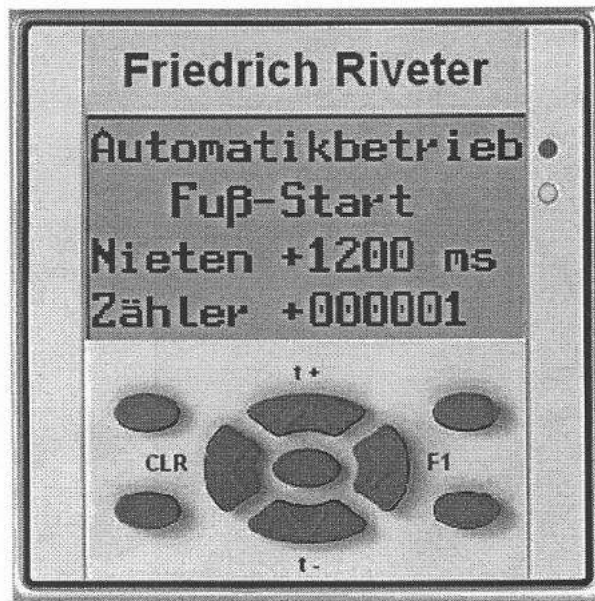 Friedrich Riveter
Automatikbetrieb
Fuß-Start
Nieten +1200 ms
Zähler +000001
t+
CLR
F1
t-